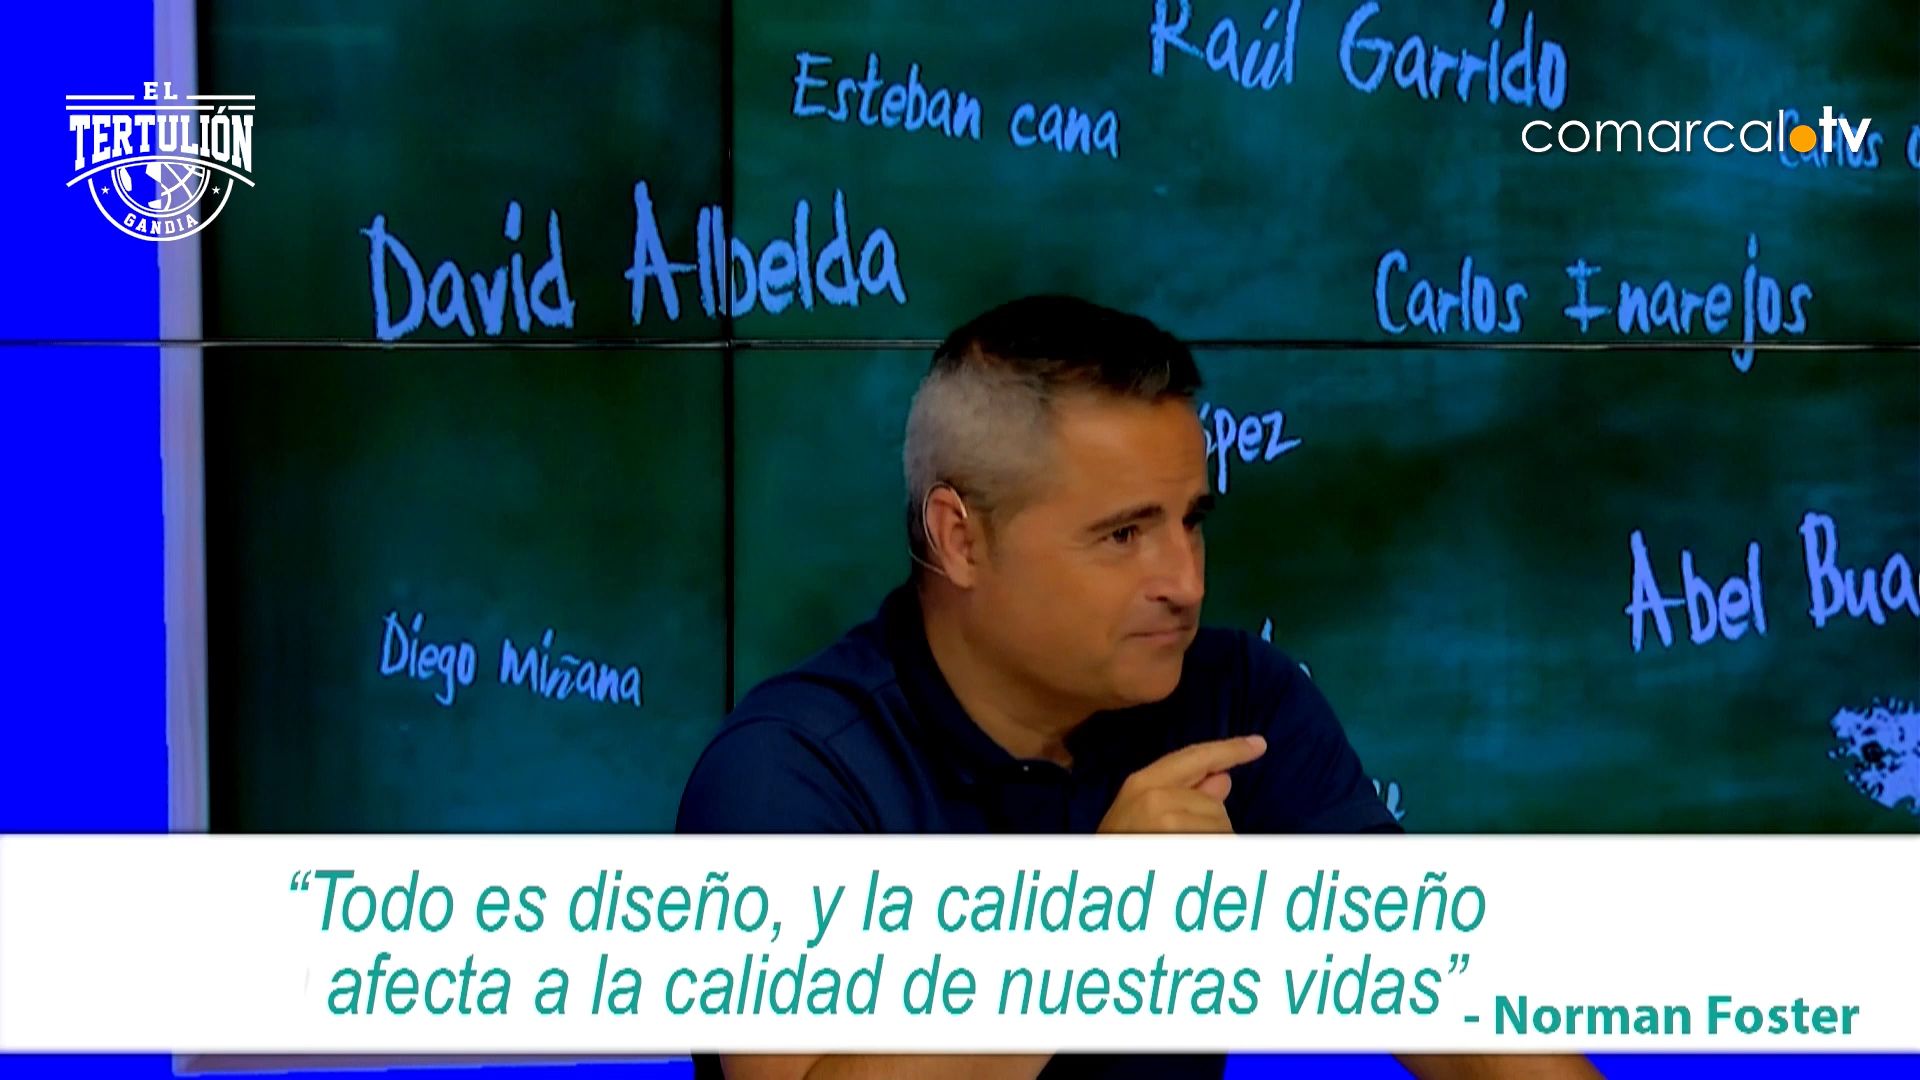 EL
TERTULIÓN
GANDIA
Raúl Garrido
Esteban cana
comarcal.tv
Carlos
David Albelda
Carlos Inarejos
Abel
Diego Miñana
“Todo es diseño, y la calidad del diseño
afecta a la calidad de nuestras vidas”
- Norman Foster